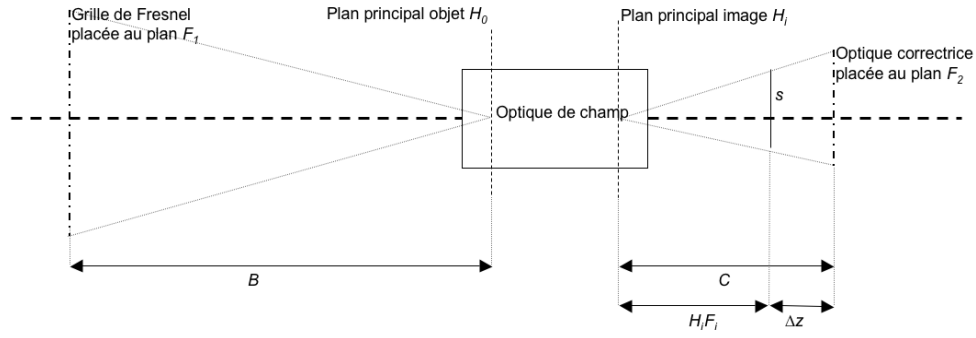 Grille de Fresnel
placée au plan F1
Plan principal objet H0
Plan principal image Hi
Optique correctrice
placée au plan F2
Optique de champ
s
B
C
HiFi
Δz